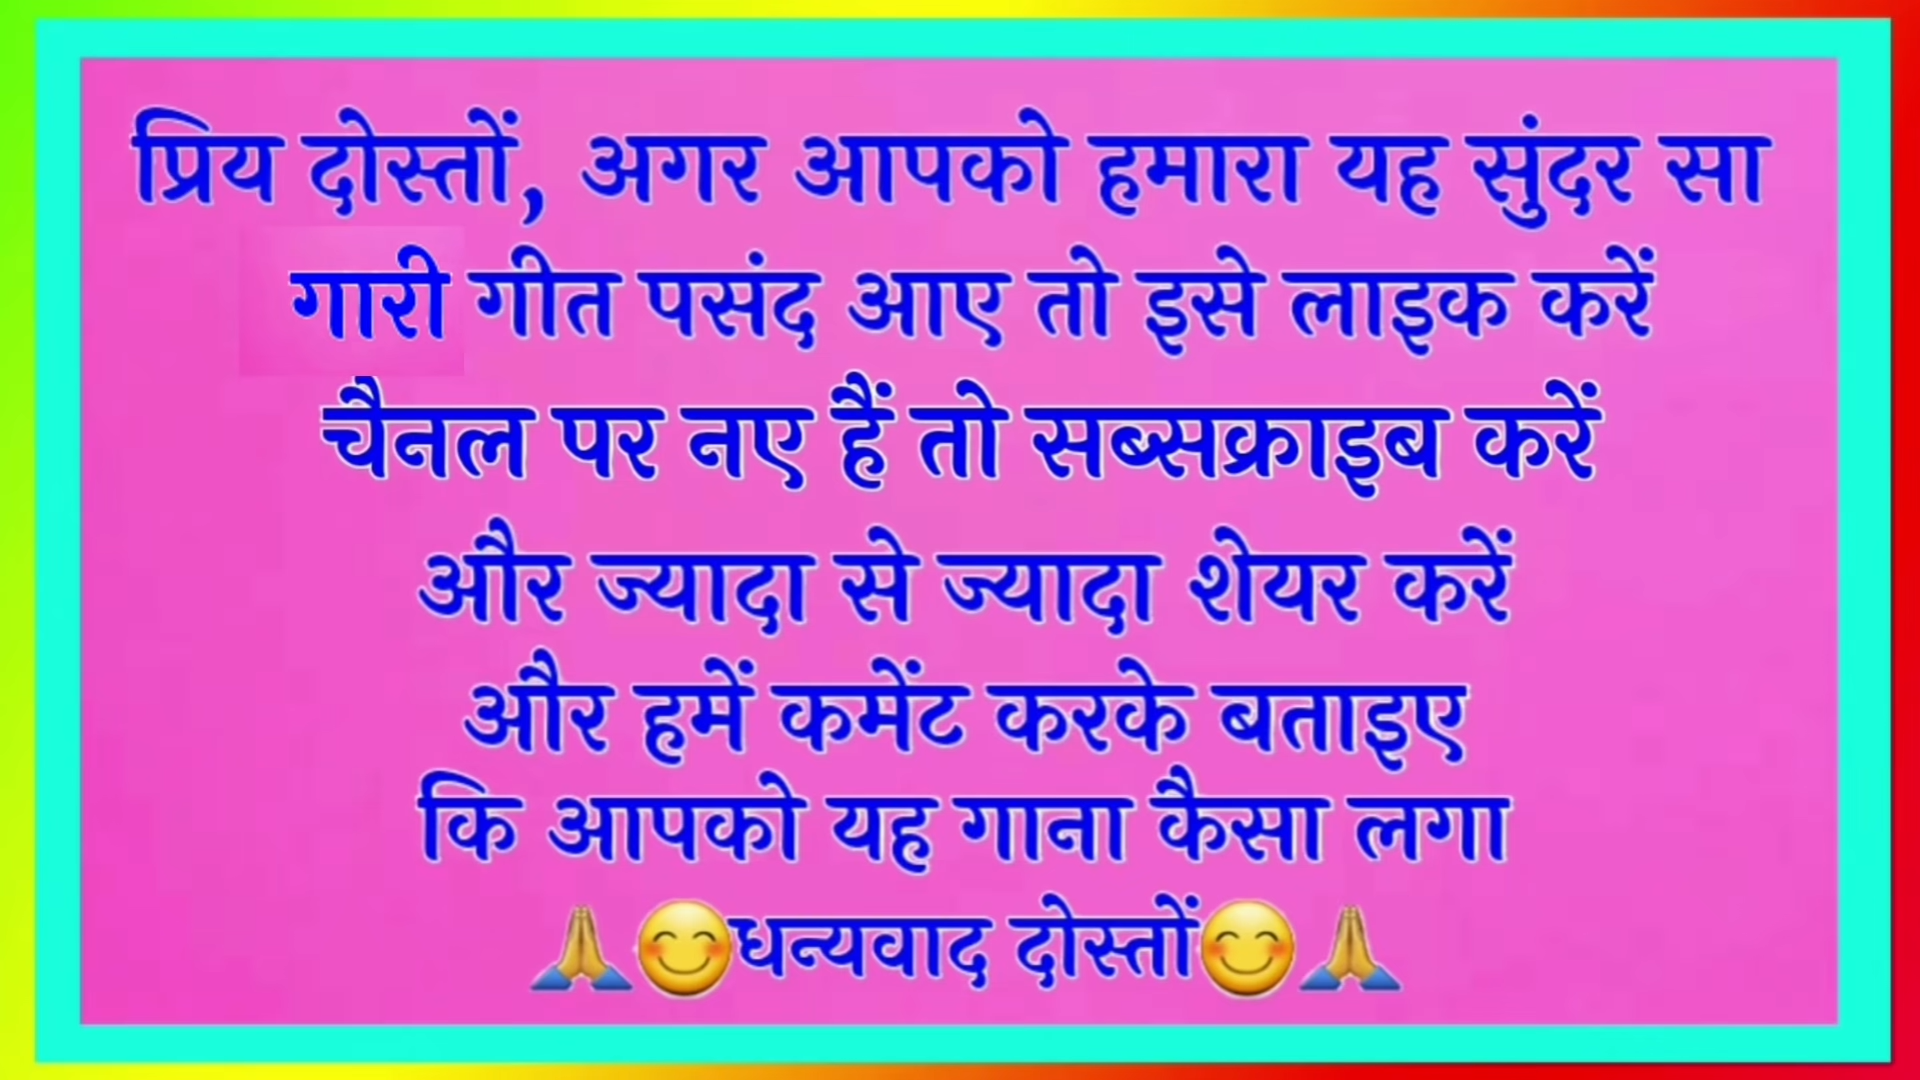 प्रिय दोस्तों, अगर आपको हमारा यह सुंदर सा
गारी गीत पसंद आए तो इसे लाइक करें
चैनल पर नए हैं तो सब्सक्राइब करें
और ज्यादा से ज्यादा शेयर करें
और हमें कमेंट करके बताइए
कि आपको यह गाना कैसा लगा
🙏😊धन्यवाद दोस्तों😊🙏